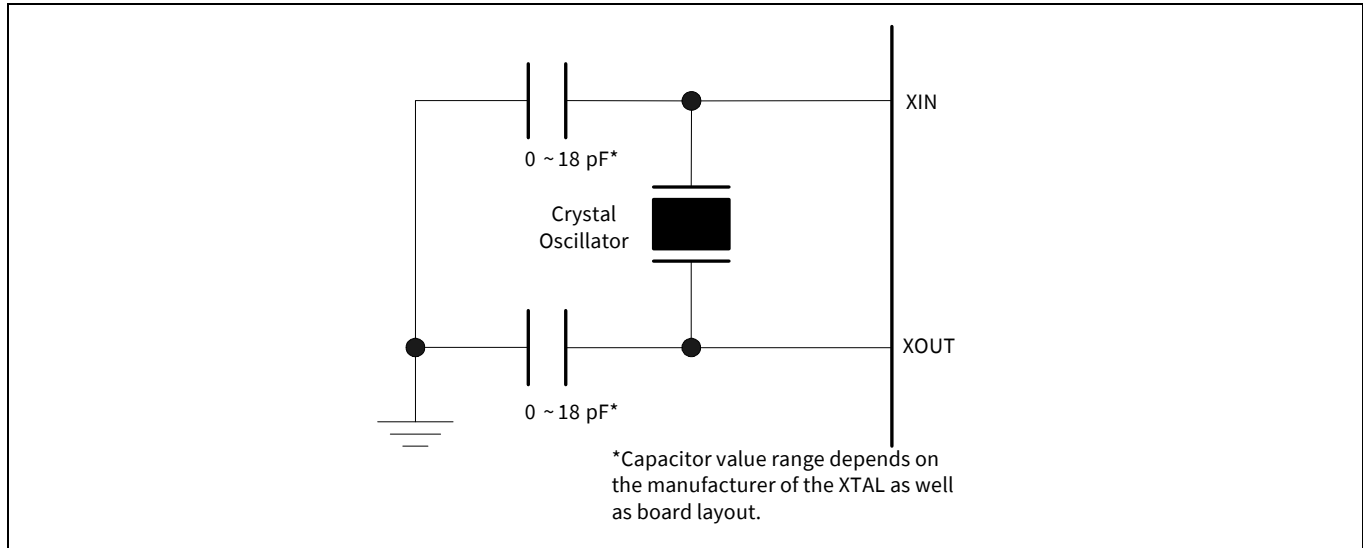 XIN
0 ~ 18 pF*
Crystal
Oscillator
XOUT
0 ~ 18 pF*
*Capacitor value range depends on
the manufacturer of the XTAL as well
as board layout.